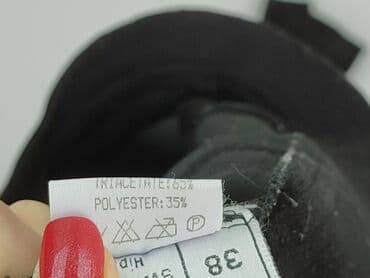 TRIACETATE:65%
POLYESTER:35%
P
38